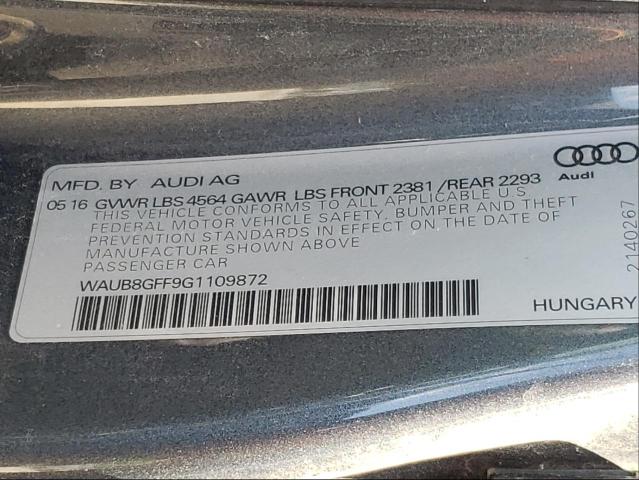 MFD. BY AUDI AG
05 16 GVWR LBS 4564 GAWR LBS FRONT 2381 / REAR 2293
THIS VEHICLE CONFORMS TO ALL APPLICABLE U.S.
FEDERAL MOTOR VEHICLE SAFETY, BUMPER AND THEFT
PREVENTION STANDARDS IN EFFECT ON THE DATE OF
MANUFACTURE SHOWN ABOVE
PASSENGER CAR
WAUB8GFF9G1109872
Audi
2140267
HUNGARY